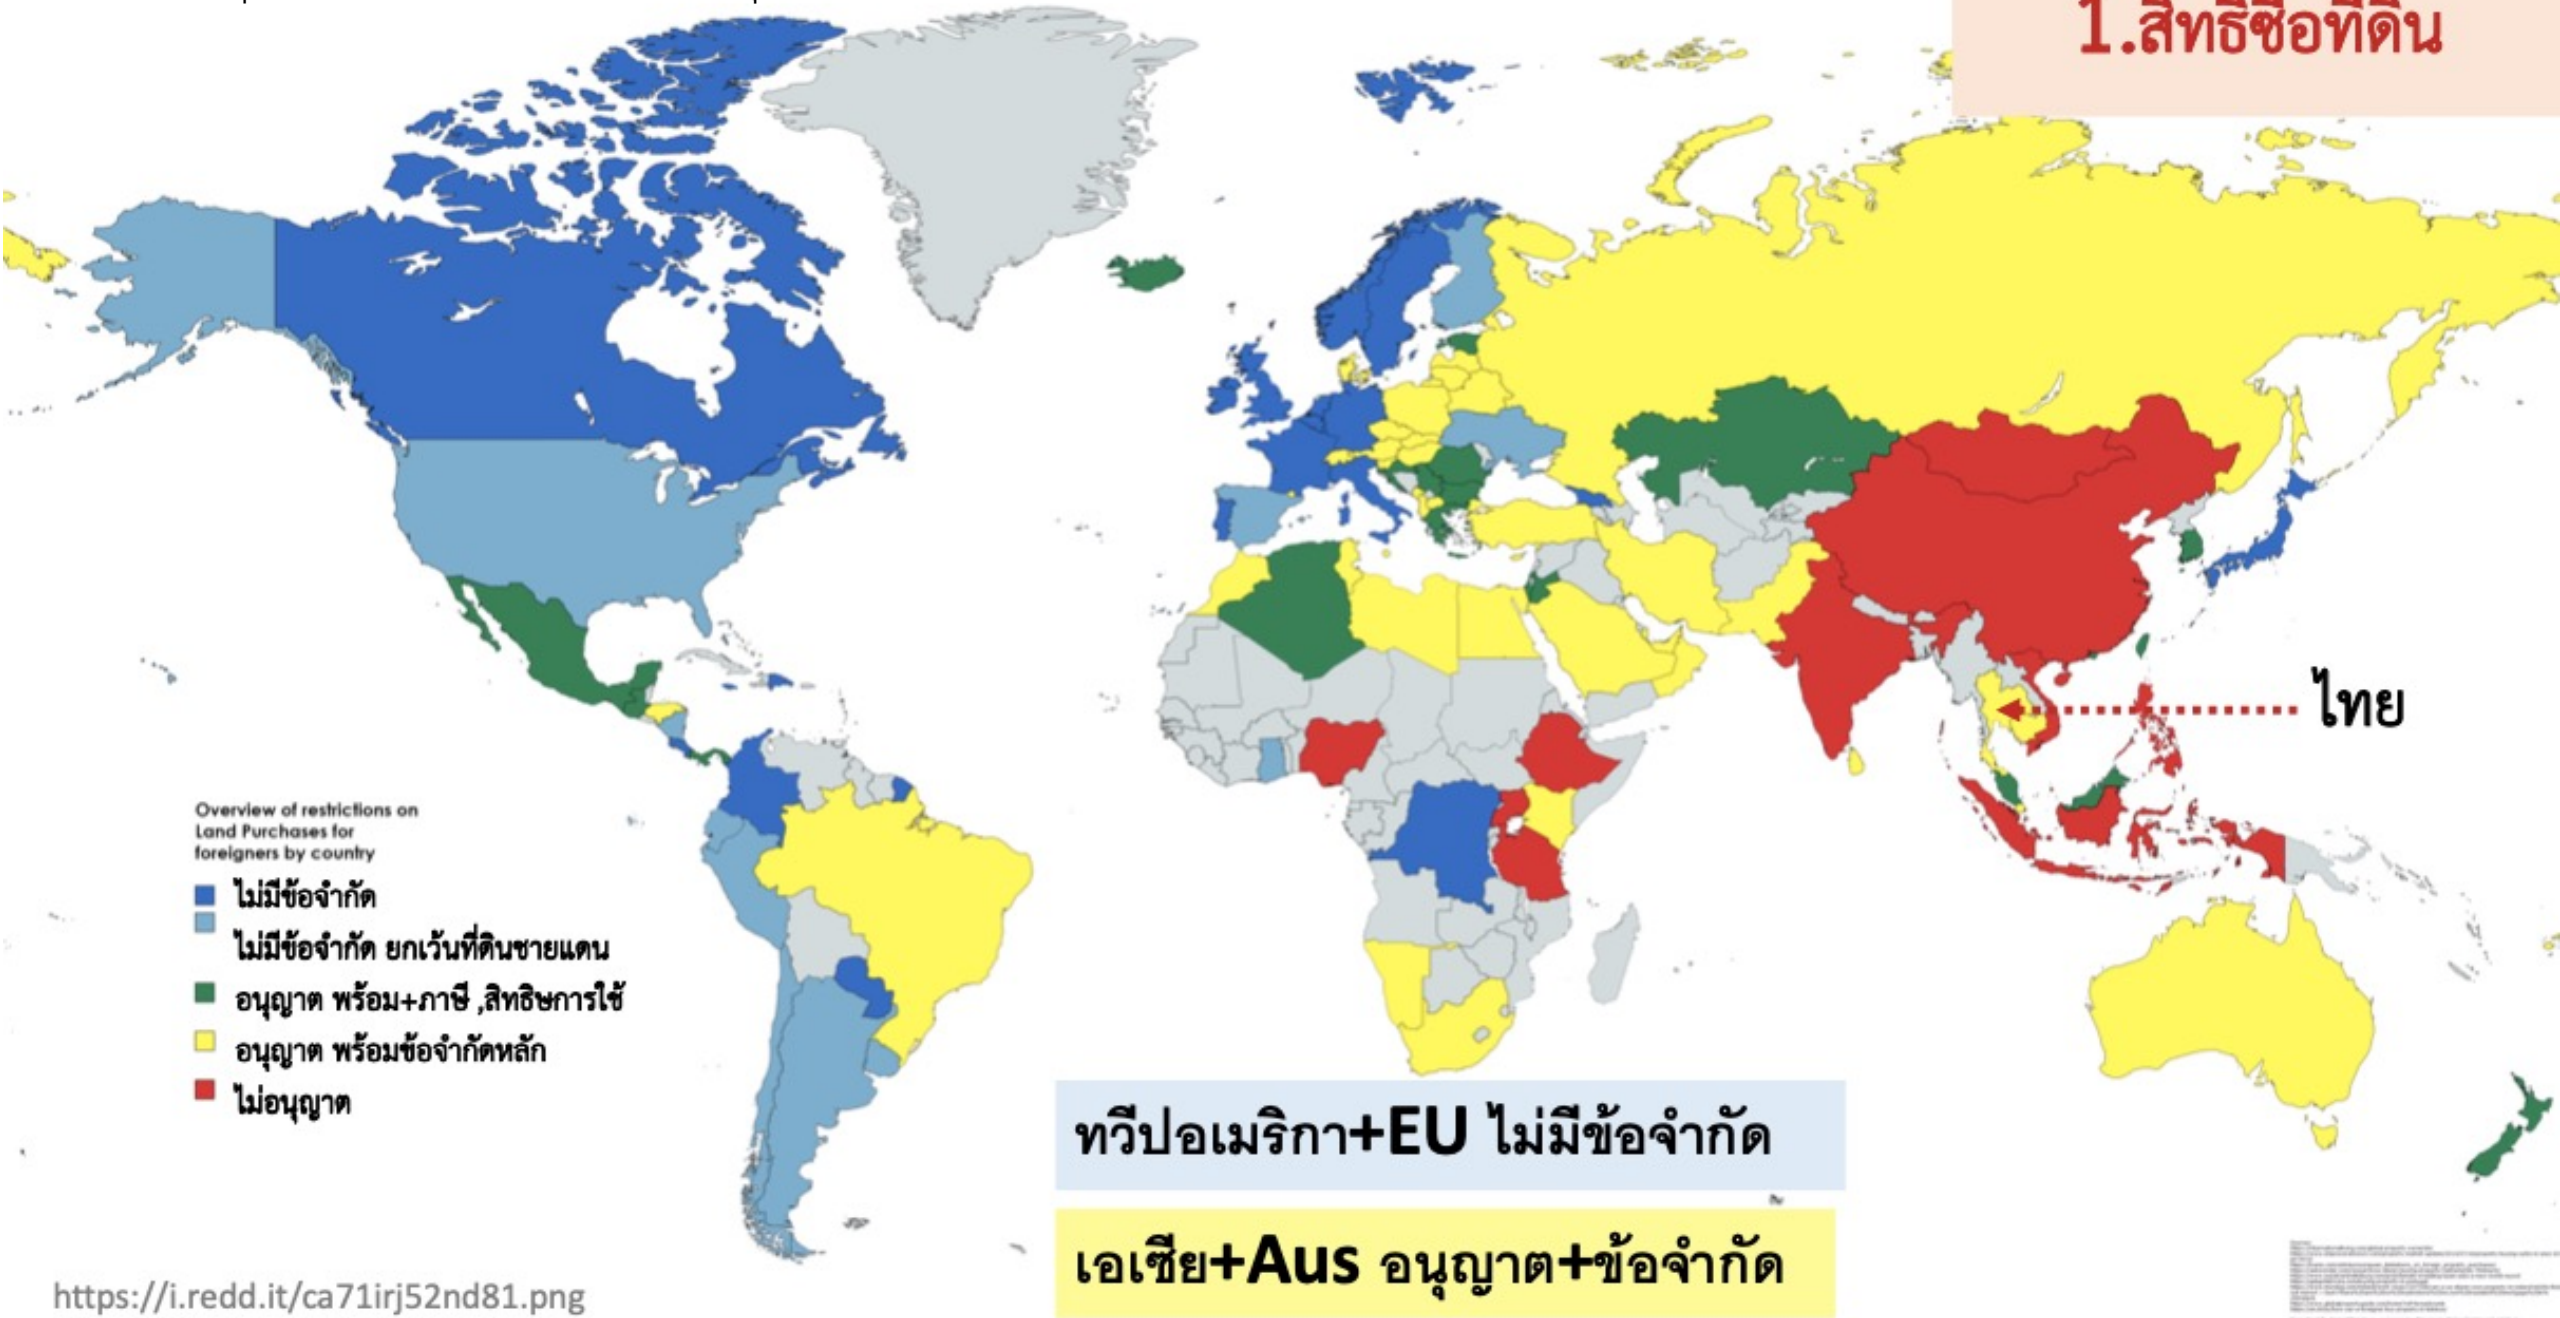 1.สิทธิซื้อที่ดิน
ไทย
Overview of restrictions on
Land Purchases for
foreigners by country
ไม่มีข้อจำกัด
ไม่มีข้อจำกัด ยกเว้นที่ดินชายแดน
อนุญาต พร้อม+ภาษี ,สิทธิษการใช้
อนุญาต พร้อมข้อจำกัดหลัก
ไม่อนุญาต
ทวีปอเมริกา+EU ไม่มีข้อจำกัด
เอเซีย+Aus อนุญาต+ข้อจำกัด
https://i.redd.it/ca71irj52nd81.png